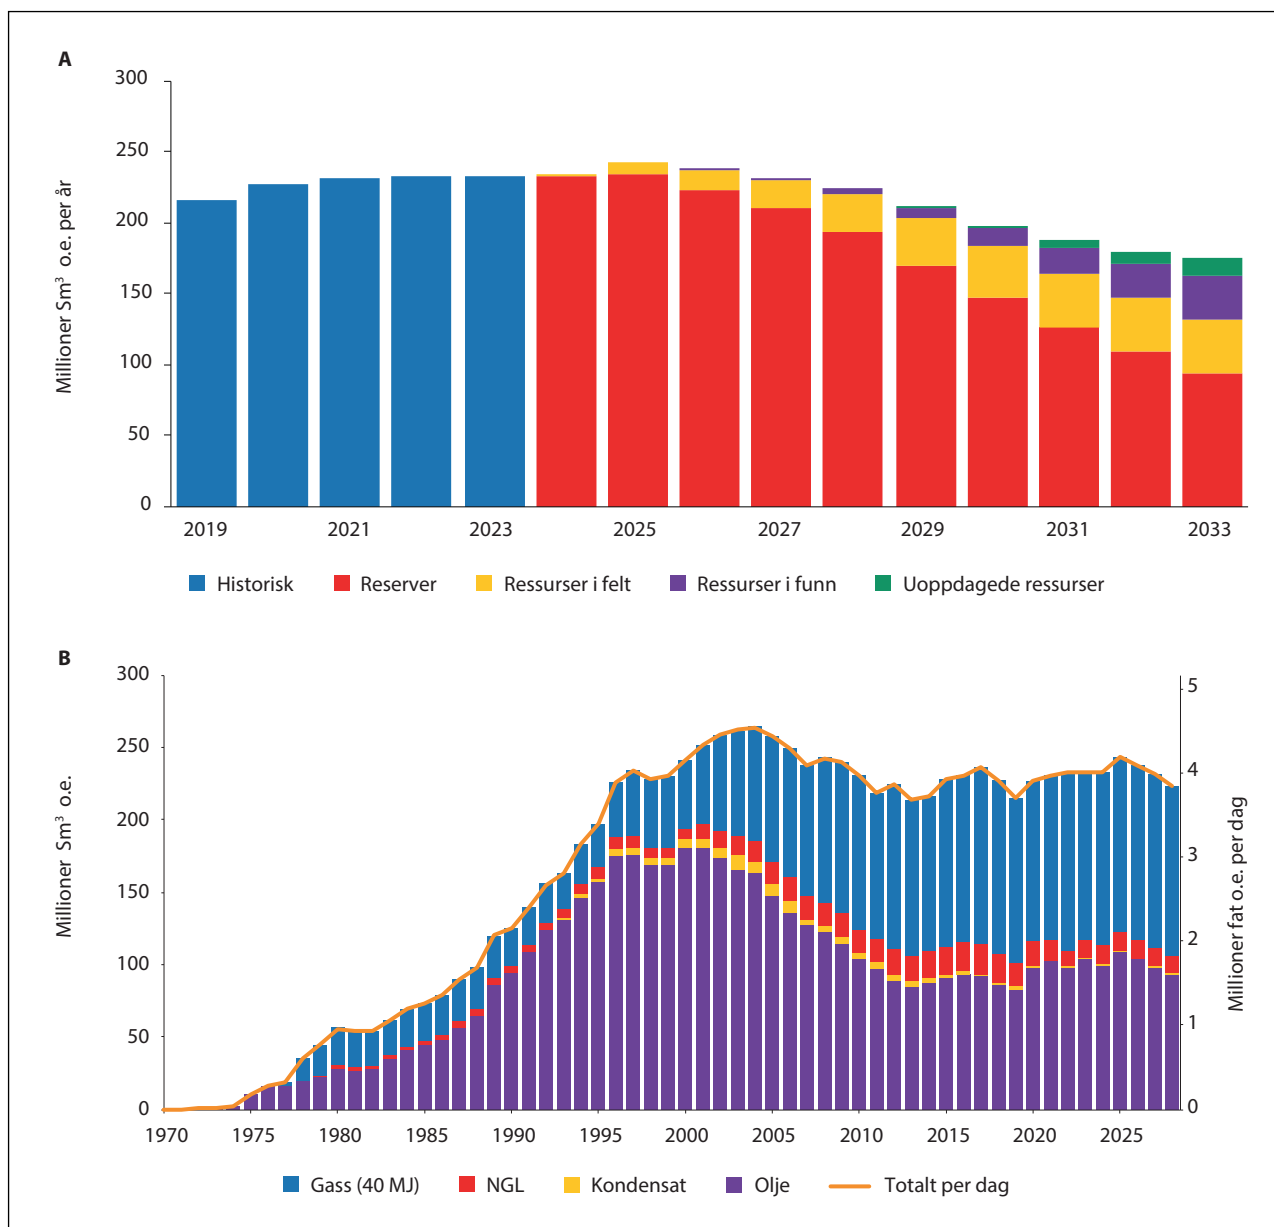 A
Millioner Sm³ o.e. per år
300
250
200
150
100
50
0
2019 2021 2023 2025 2027 2029 2031 2033
Historisk Reserver Ressurser i felt Ressurser i funn Uoppdagede ressurser
B
Millioner Sm³ o.e.
300
250
200
150
100
50
0
5
4
3
2
1
0
Millioner fat o.e. per dag
1970 1975 1980 1985 1990 1995 2000 2005 2010 2015 2020 2025
Gass (40 MJ) NGL Kondensat Olje Totalt per dag